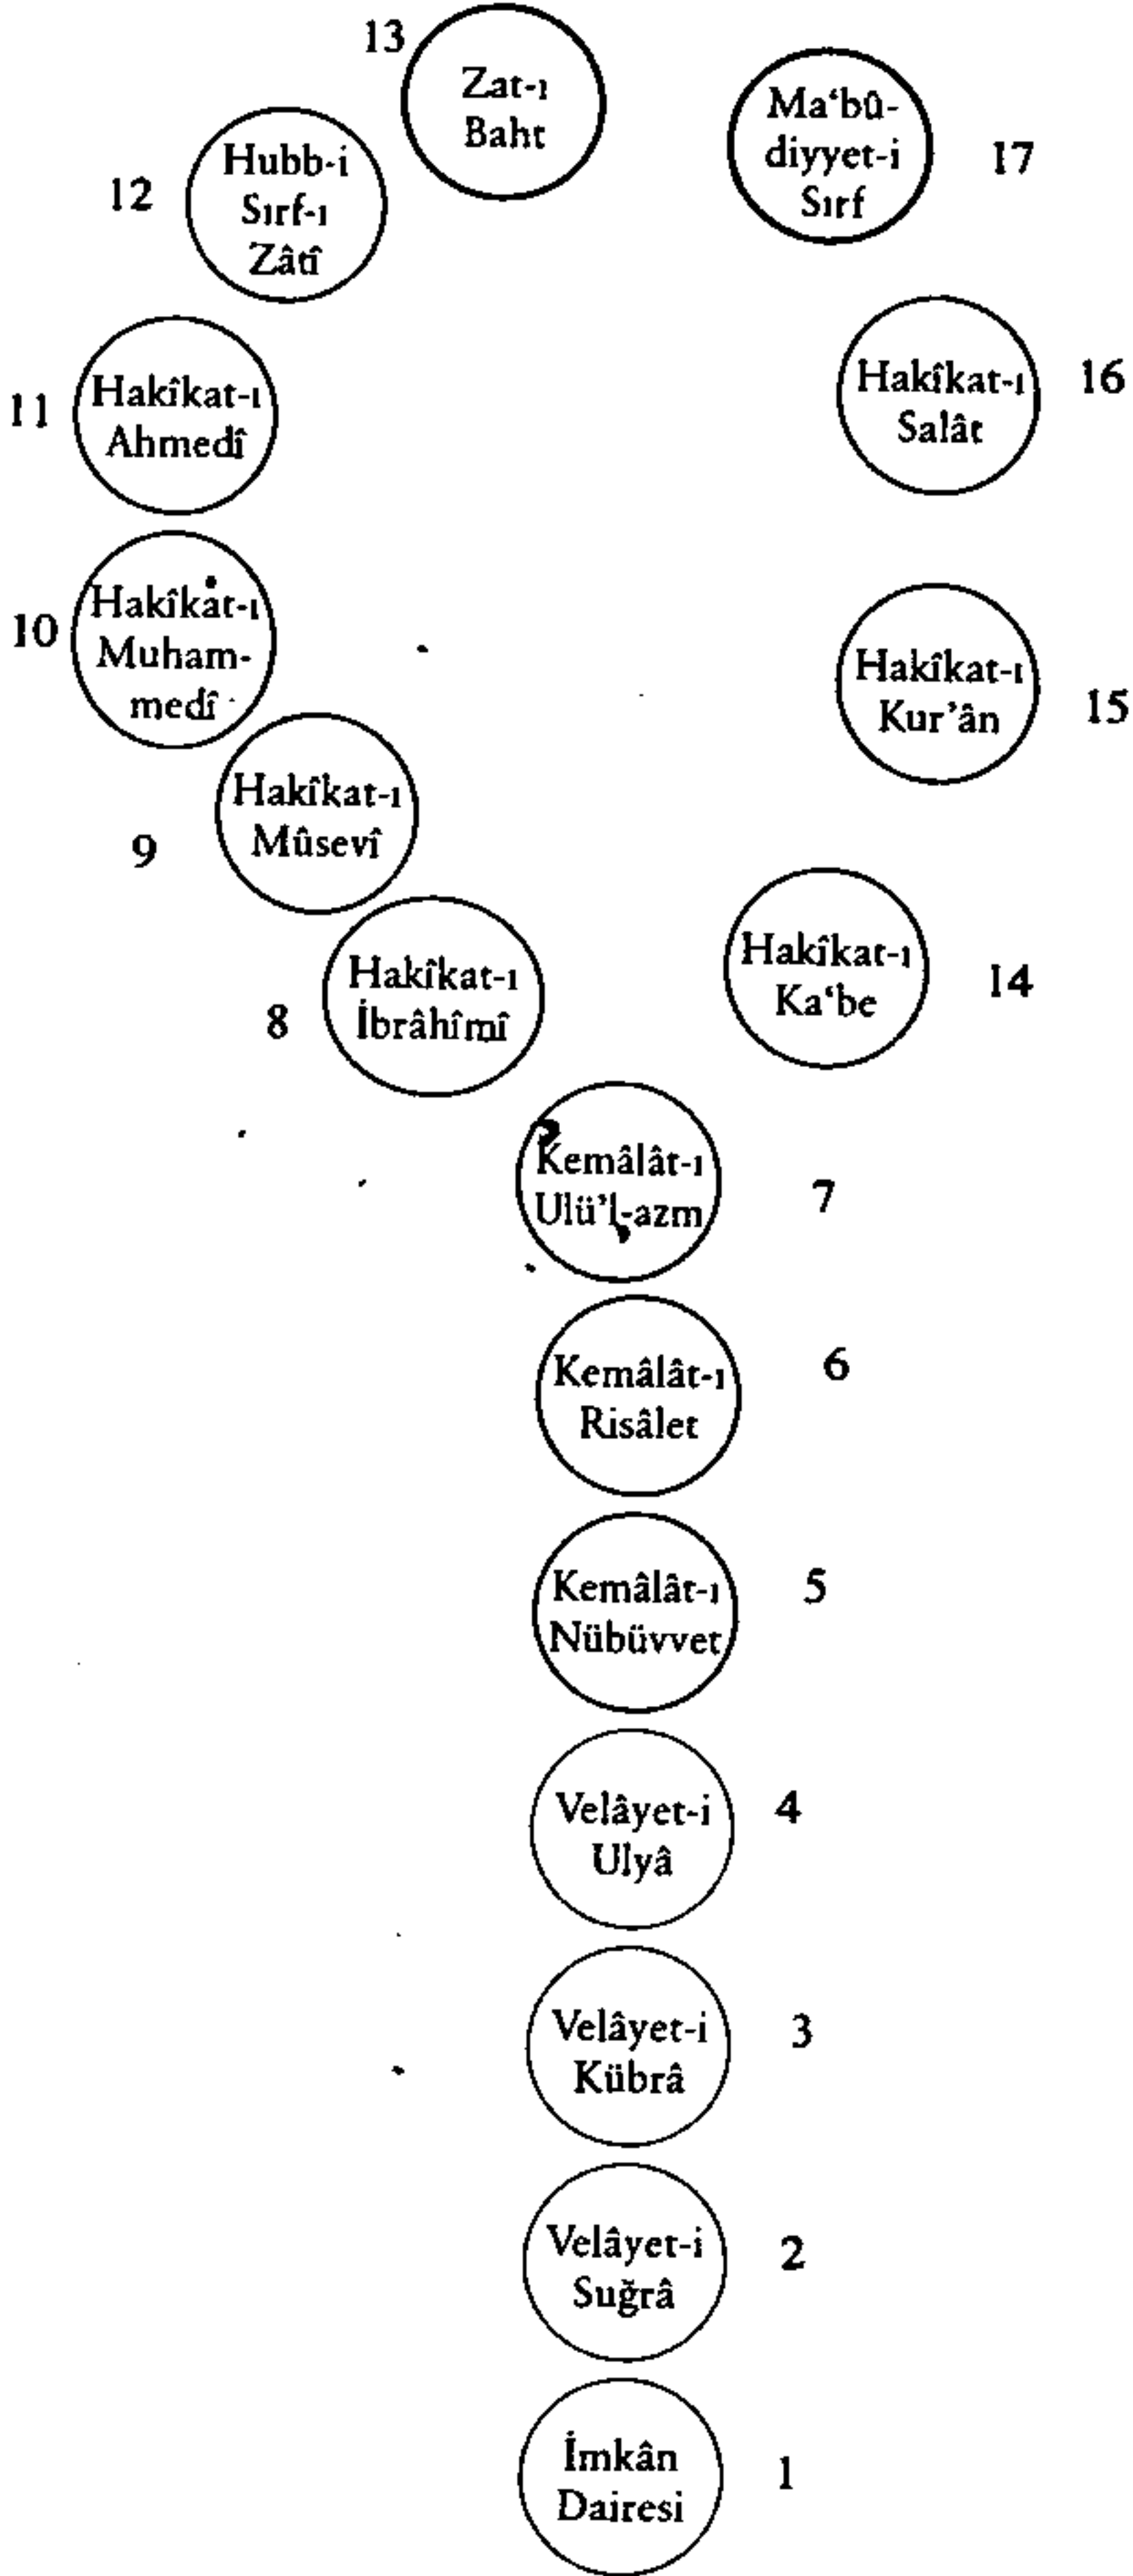 13
Zat-ı
Baht
Ma‘bû-
diyyet-i
Sırf
17
12
Hubb-i
Sırf-ı
Zâtî
11
Hakîkat-ı
Ahmedî
Hakîkat-ı
Salât
16
10
Hakîkat-ı
Muham-
medî
Hakîkat-ı
Kur’ân
15
9
Hakîkat-ı
Mûsevî
8
Hakîkat-ı
İbrâhîmî
Hakîkat-ı
Ka‘be
14
Kemâlât-ı
Ulü’l-azm
7
Kemâlât-ı
Risâlet
6
Kemâlât-ı
Nübüvvet
5
Velâyet-i
Ulyâ
4
Velâyet-i
Kübrâ
3
Velâyet-i
Suğrâ
2
İmkân
Dairesi
1